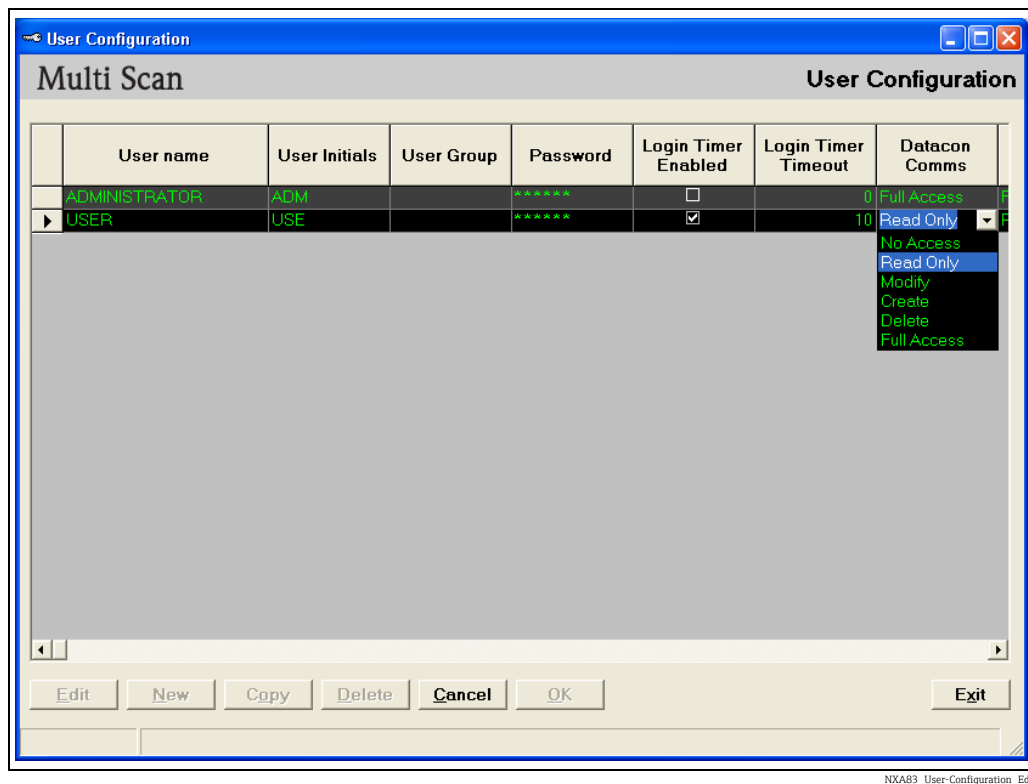 User Configuration
Multi Scan
User Configuration
User name User Initials User Group Password Login Timer Enabled Login Timer Timeout Datacon Comms
ADMINISTRATOR ADM ****** 0 Full Access F
USER USE ****** 10 Read Only F
No Access
Read Only
Modify
Create
Delete
Full Access
Edit New Copy Delete Cancel OK Exit
NXA83_User-Configuration_Ed